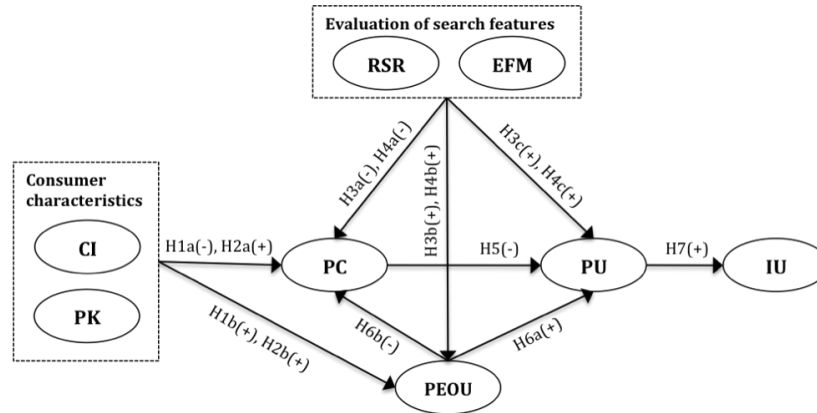 Evaluation of search features
RSR
EFM
H3a(-), H4a(-)
H3b(+), H4b(+)
H3c(+), H4c(+)
Consumer
characteristics
CI
PK
H1a(-), H2a(+)
PC
H5(-)
PU
H7(+)
IU
H1b(+), H2b(+)
H6b(-)
H6a(+)
PEOU